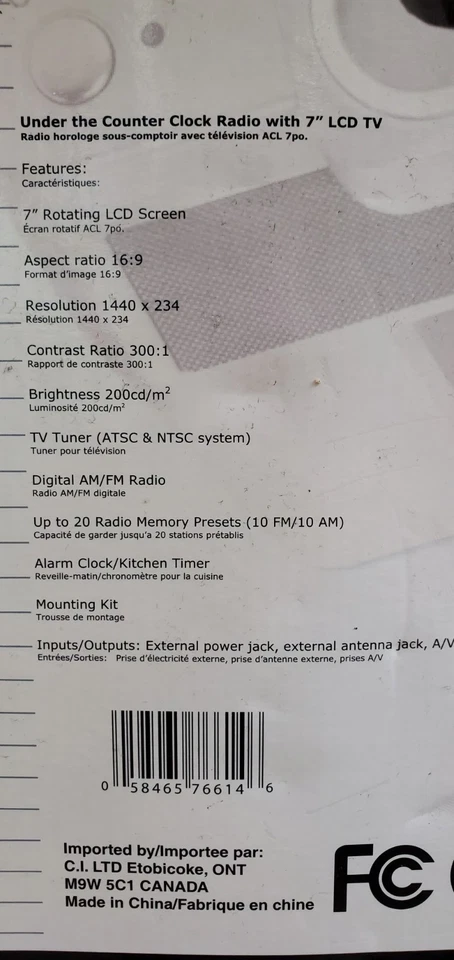 Under the Counter Clock Radio with 7" LCD TV
Radio horologe sous-comptoir avec télévision ACL 7po.
Features:
Caractéristiques:
7" Rotating LCD Screen
Écran rotatif ACL 7po.
Aspect ratio 16:9
Format d'image 16:9
Resolution 1440 x 234
Résolution 1440 x 234
Contrast Ratio 300:1
Rapport de contraste 300:1
Brightness 200cd/m²
Luminosité 200cd/m²
TV Tuner (ATSC & NTSC system)
Tuner pour télévision
Digital AM/FM Radio
Radio AM/FM digitale
Up to 20 Radio Memory Presets (10 FM/10 AM)
Capacité de garder jusqu'a 20 stations prétablis
Alarm Clock/Kitchen Timer
Reveille-matin/chronomètre pour la cuisine
Mounting Kit
Trousse de montage
Inputs/Outputs: External power jack, external antenna jack, A/V
Entrées/Sorties: Prise d'électricité externe, prise d'antenne externe, prises A/V
0 58465 76614 6
Imported by/Importee par:
C.I. LTD Etobicoke, ONT
M9W 5C1 CANADA
Made in China/Fabrique en chine
FC